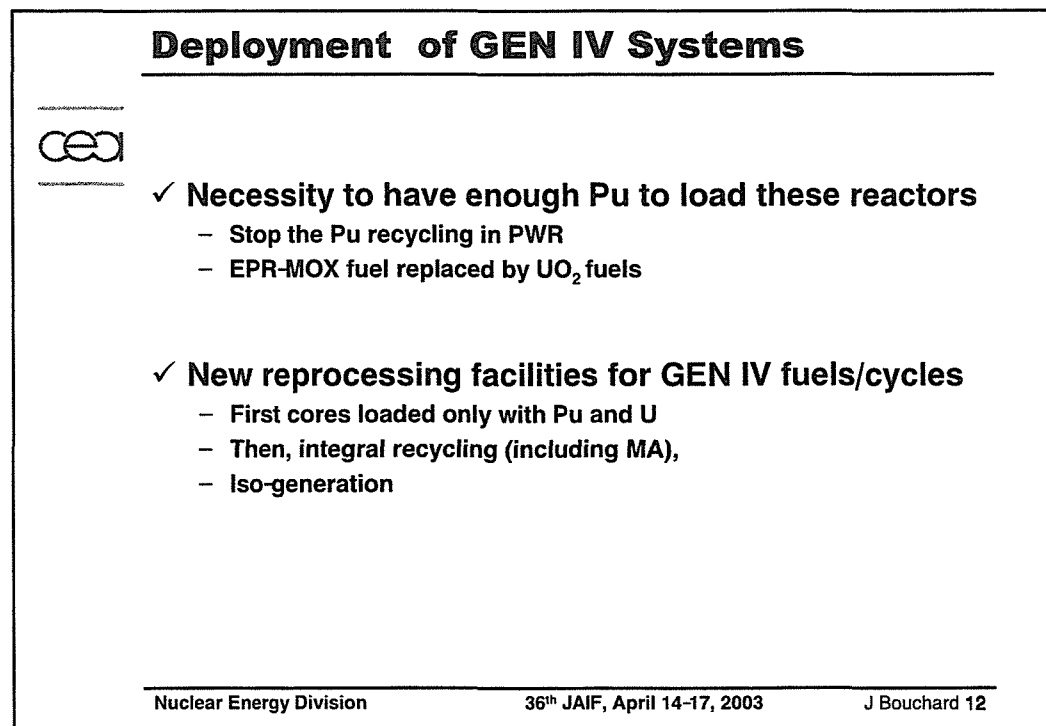 Deployment of GEN IV Systems
cea
✓ Necessity to have enough Pu to load these reactors
– Stop the Pu recycling in PWR
– EPR-MOX fuel replaced by UO₂ fuels
✓ New reprocessing facilities for GEN IV fuels/cycles
– First cores loaded only with Pu and U
– Then, integral recycling (including MA),
– Iso-generation
Nuclear Energy Division 36th JAIF, April 14-17, 2003 J Bouchard 12